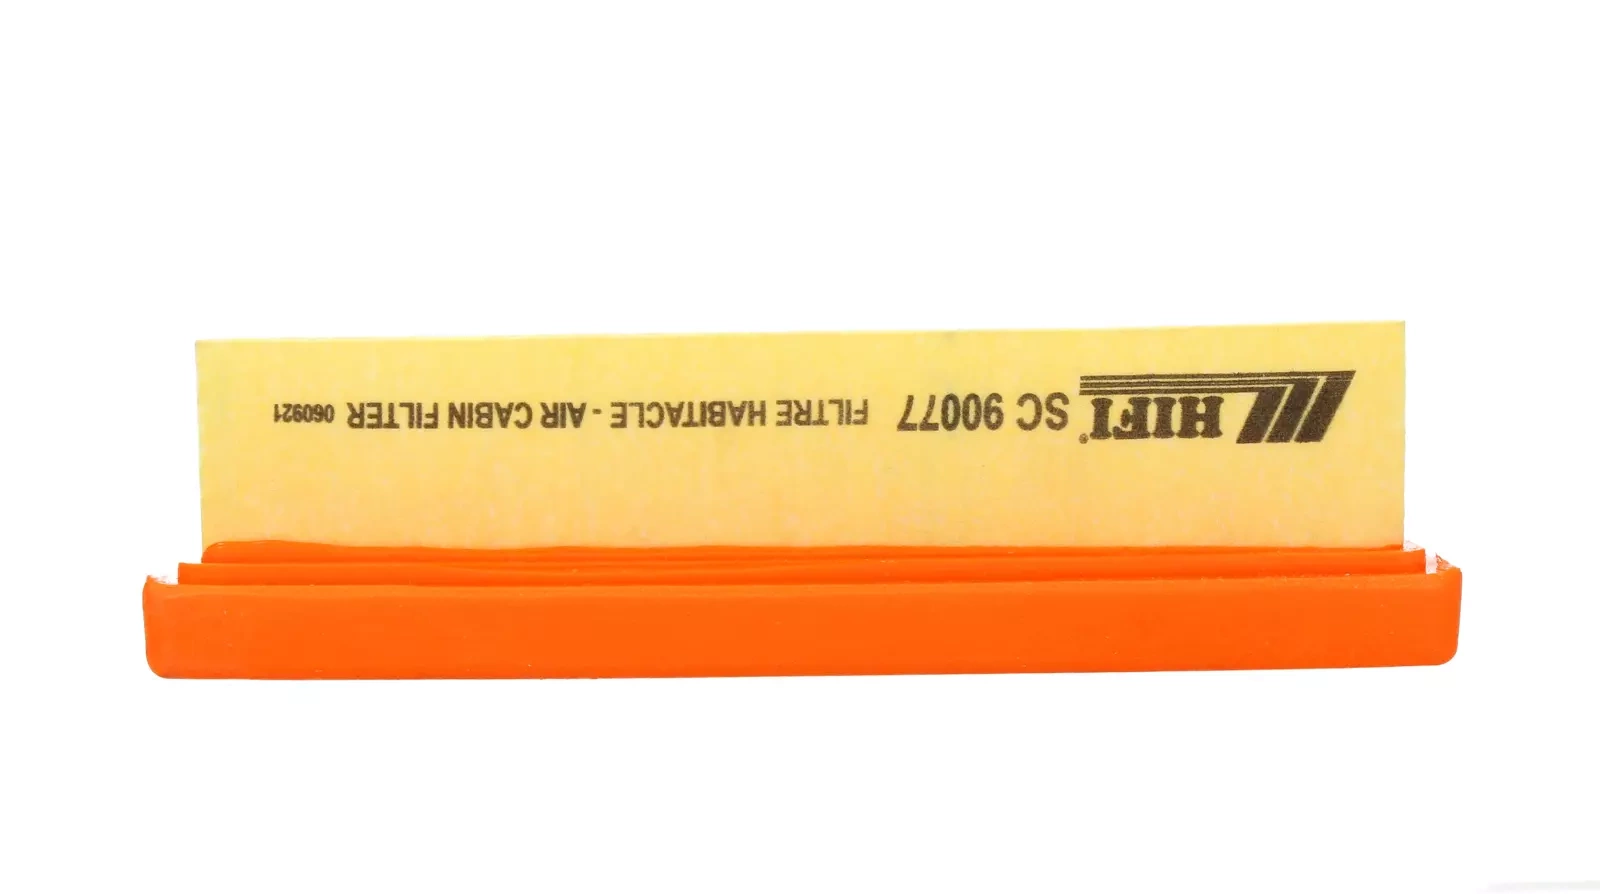 HIFI® SC 90077 FILTRE HABITACLE - AIR CABIN FILTER 060921